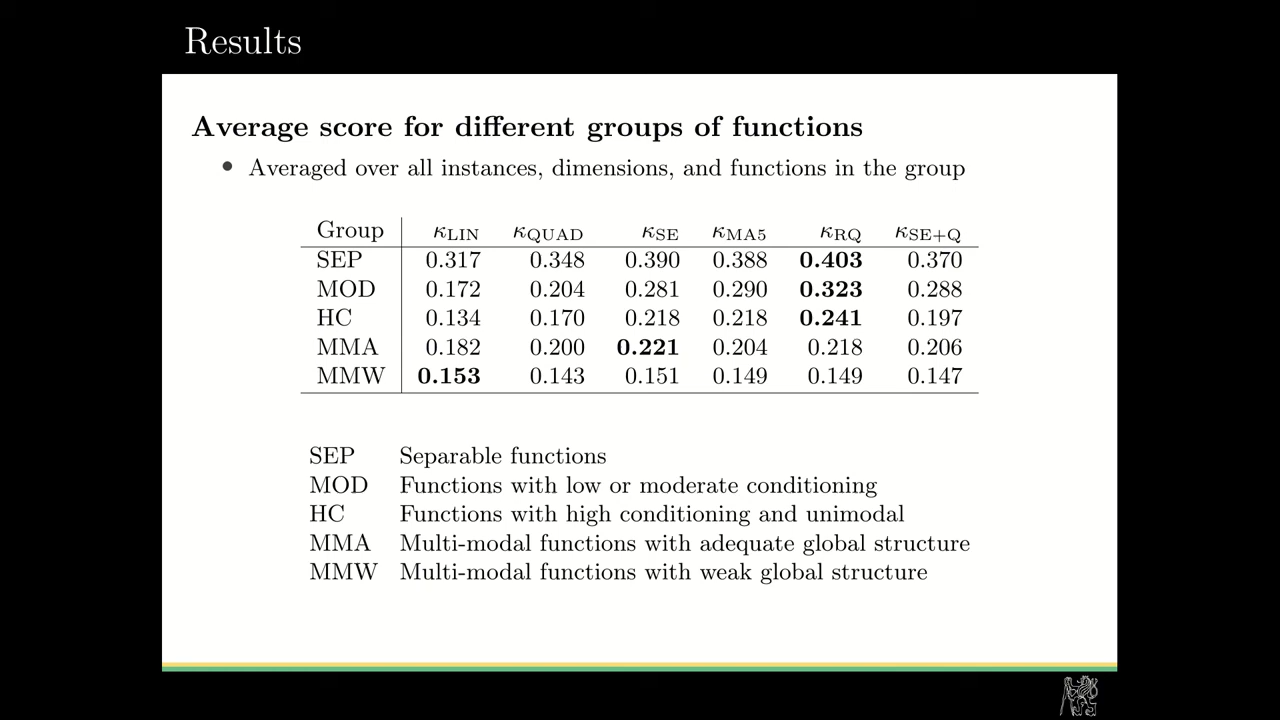 Results
Average score for different groups of functions
• Averaged over all instances, dimensions, and functions in the group
Group κLIN κQUAD κSE κMA5 κRQ κSE+Q
SEP 0.317 0.348 0.390 0.388 0.403 0.370
MOD 0.172 0.204 0.281 0.290 0.323 0.288
HC 0.134 0.170 0.218 0.218 0.241 0.197
MMA 0.182 0.200 0.221 0.204 0.218 0.206
MMW 0.153 0.143 0.151 0.149 0.149 0.147
SEP Separable functions
MOD Functions with low or moderate conditioning
HC Functions with high conditioning and unimodal
MMA Multi-modal functions with adequate global structure
MMW Multi-modal functions with weak global structure